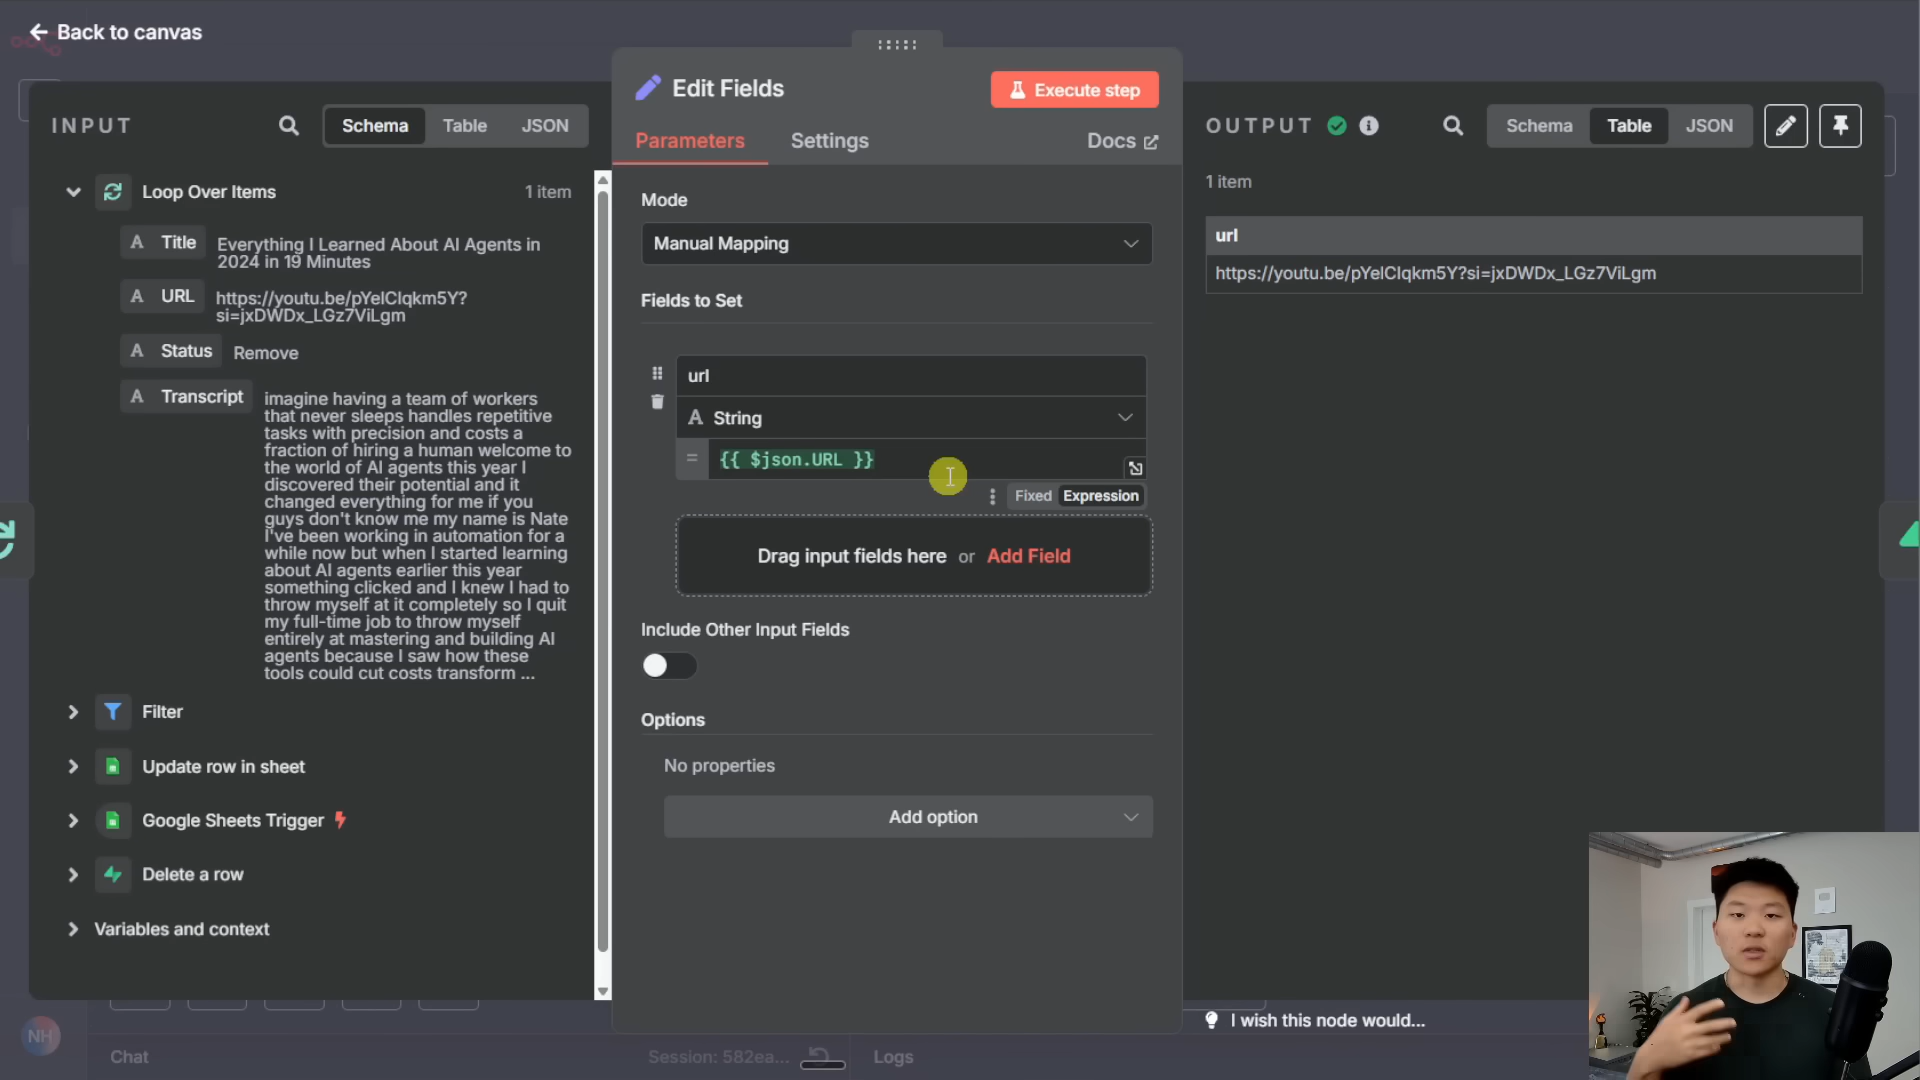 Back to canvas
INPUT
Schema
Table
JSON
Loop Over Items
1 item
A Title
Everything I Learned About AI Agents in
2024 in 19 Minutes
A URL
https://youtu.be/pYelClqkm5Y?
si=jxDWDx_LGz7ViLgm
A Status
Remove
A Transcript
imagine having a team of workers
that never sleeps handles repetitive
tasks with precision and costs a
fraction of hiring a human welcome to
the world of AI agents this year I
discovered their potential and it
changed everything for me if you
guys don't know me my name is Nate
I've been working in automation for a
while now but when I started learning
about AI agents earlier this year
something clicked and I knew I had to
throw myself at it completely so I quit
my full-time job to throw myself
entirely at mastering and building AI
agents because I saw how these
tools could cut costs transform ...
Filter
Update row in sheet
Google Sheets Trigger
Delete a row
Variables and context
Edit Fields
Execute step
Parameters
Settings
Docs
Mode
Manual Mapping
Fields to Set
url
A String
= {{ $json.URL }}
Fixed
Expression
Drag input fields here or Add Field
Include Other Input Fields
Options
No properties
Add option
OUTPUT
Schema
Table
JSON
1 item
url
https://youtu.be/pYelClqkm5Y?si=jxDWDx_LGz7ViLgm
I wish this node would...
NH
Chat
Session: 582ea...
Logs